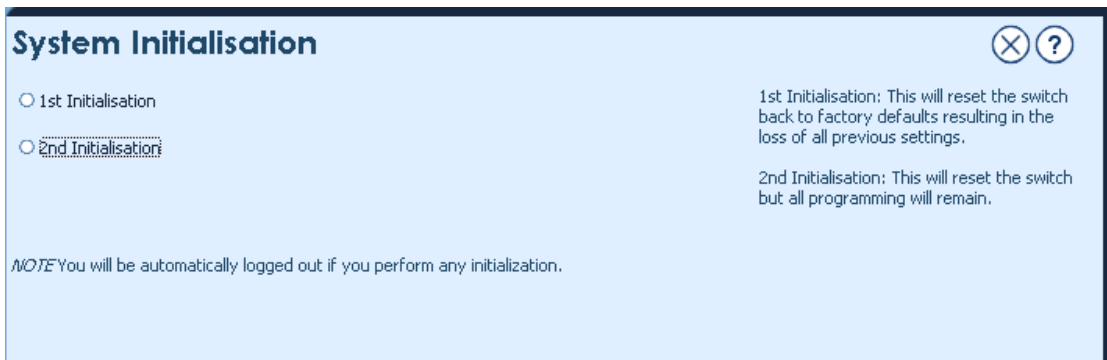 System Initialisation
?
1st Initialisation
2nd Initialisation
1st Initialisation: This will reset the switch
back to factory defaults resulting in the
loss of all previous settings.
2nd Initialisation: This will reset the switch
but all programming will remain.
NOTE You will be automatically logged out if you perform any initialization.